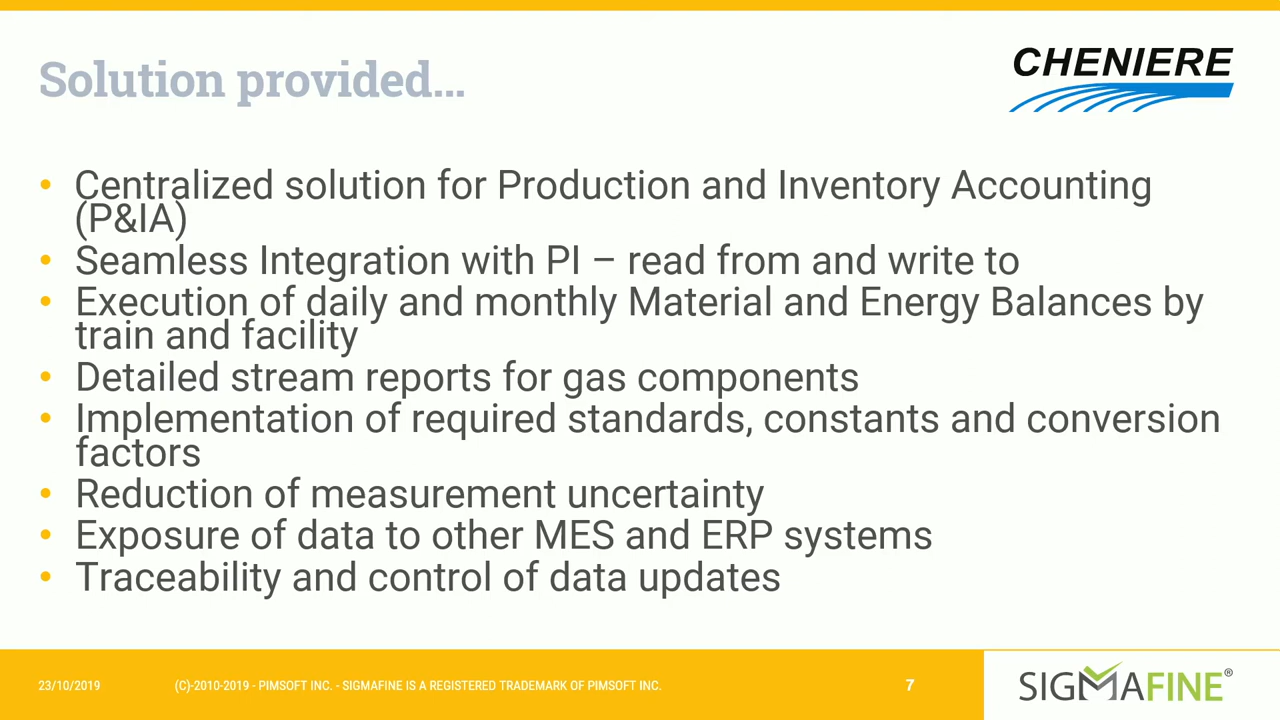 Solution provided...
CHENIERE
• Centralized solution for Production and Inventory Accounting
(P&IA)
• Seamless Integration with PI – read from and write to
• Execution of daily and monthly Material and Energy Balances by
train and facility
• Detailed stream reports for gas components
• Implementation of required standards, constants and conversion
factors
• Reduction of measurement uncertainty
• Exposure of data to other MES and ERP systems
• Traceability and control of data updates
23/10/2019
(C)-2010-2019 - PIMSOFT INC. - SIGMAFINE IS A REGISTERED TRADEMARK OF PIMSOFT INC.
7
SIGMAFINE®